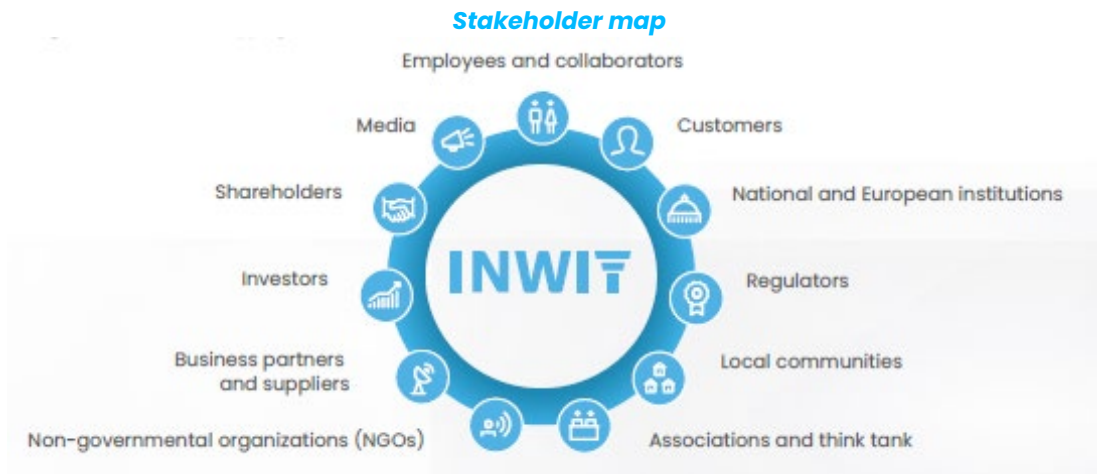 Stakeholder map
Employees and collaborators
Media
Customers
Shareholders
National and European institutions
INWIT
Investors
Regulators
Business partners
and suppliers
Local communities
Non-governmental organizations (NGOs)
Associations and think tank